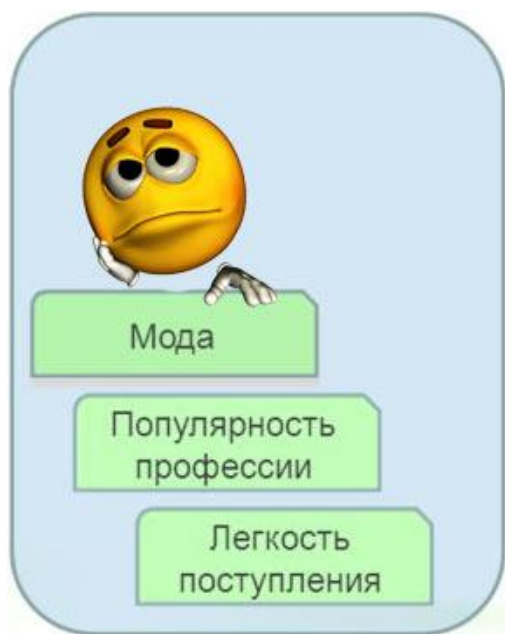 Мода
Популярность
профессии
Легкость
поступления